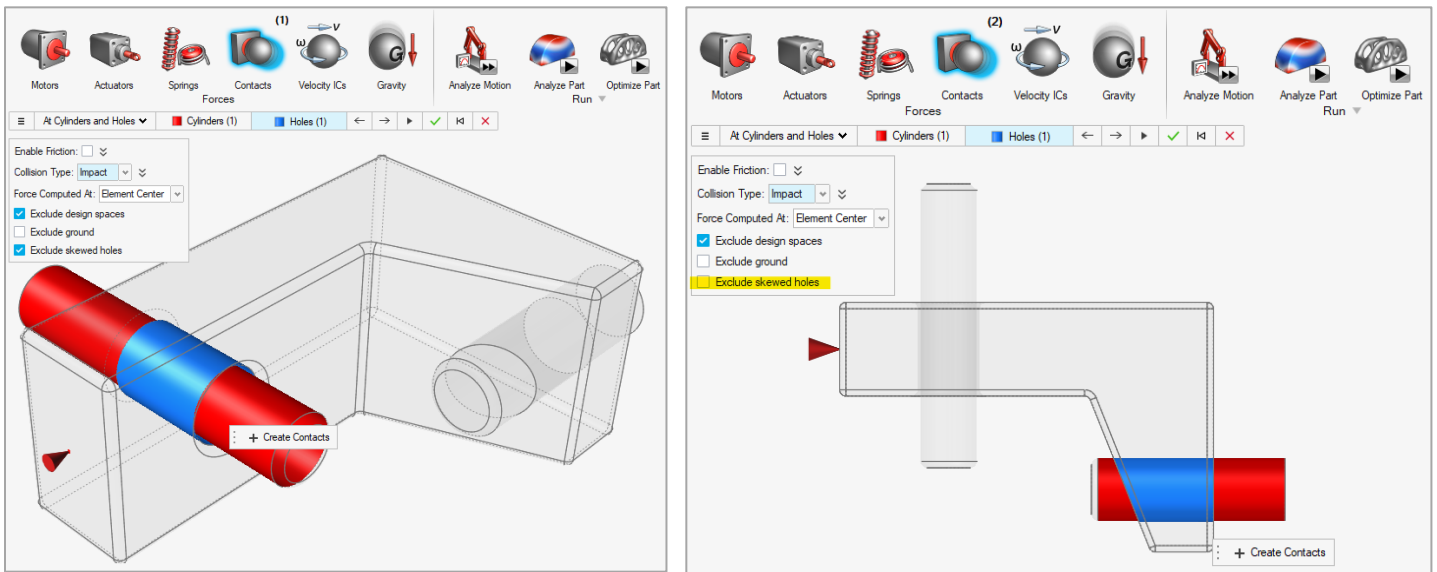 (1)
v
ω
G
Motors Actuators Springs Contacts Velocity ICs Gravity Analyze Motion Analyze Part Optimize Part
Forces Run
At Cylinders and Holes Cylinders (1) Holes (1)
Enable Friction:
Collision Type: Impact
Force Computed At: Element Center
Exclude design spaces
Exclude ground
Exclude skewed holes
+ Create Contacts
(2)
v
ω
G
Motors Actuators Springs Contacts Velocity ICs Gravity Analyze Motion Analyze Part Optimize Part
Forces Run
At Cylinders and Holes Cylinders (1) Holes (1)
Enable Friction:
Collision Type: Impact
Force Computed At: Element Center
Exclude design spaces
Exclude ground
Exclude skewed holes
+ Create Contacts